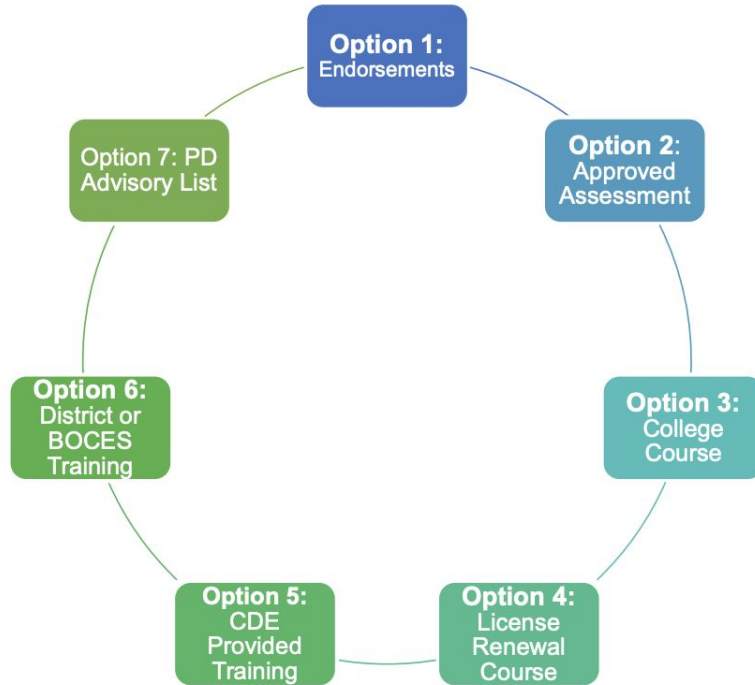 Option 1:
Endorsements
Option 2:
Approved
Assessment
Option 3:
College
Course
Option 4:
License
Renewal
Course
Option 5:
CDE
Provided
Training
Option 6:
District or
BOCES
Training
Option 7: PD
Advisory List